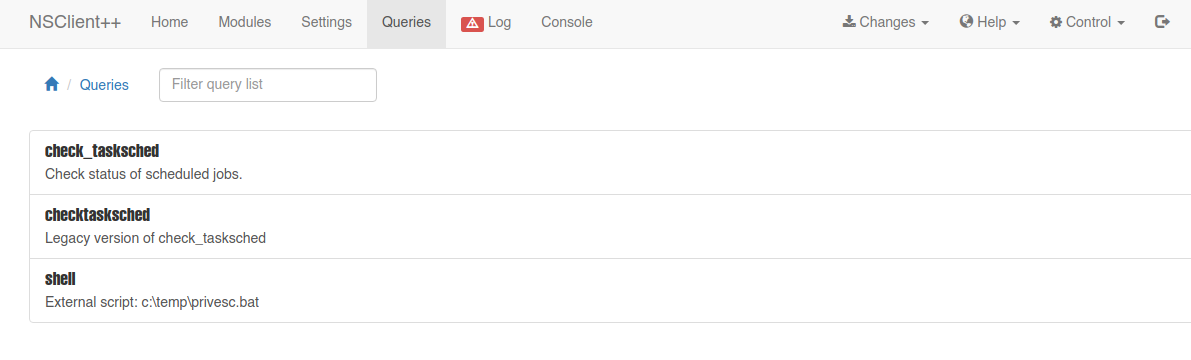 NSClient++ Home Modules Settings Queries Log Console Changes Help Control
/ Queries Filter query list
check_tasksched
Check status of scheduled jobs.
checktasksched
Legacy version of check_tasksched
shell
External script: c:\temp\privesc.bat